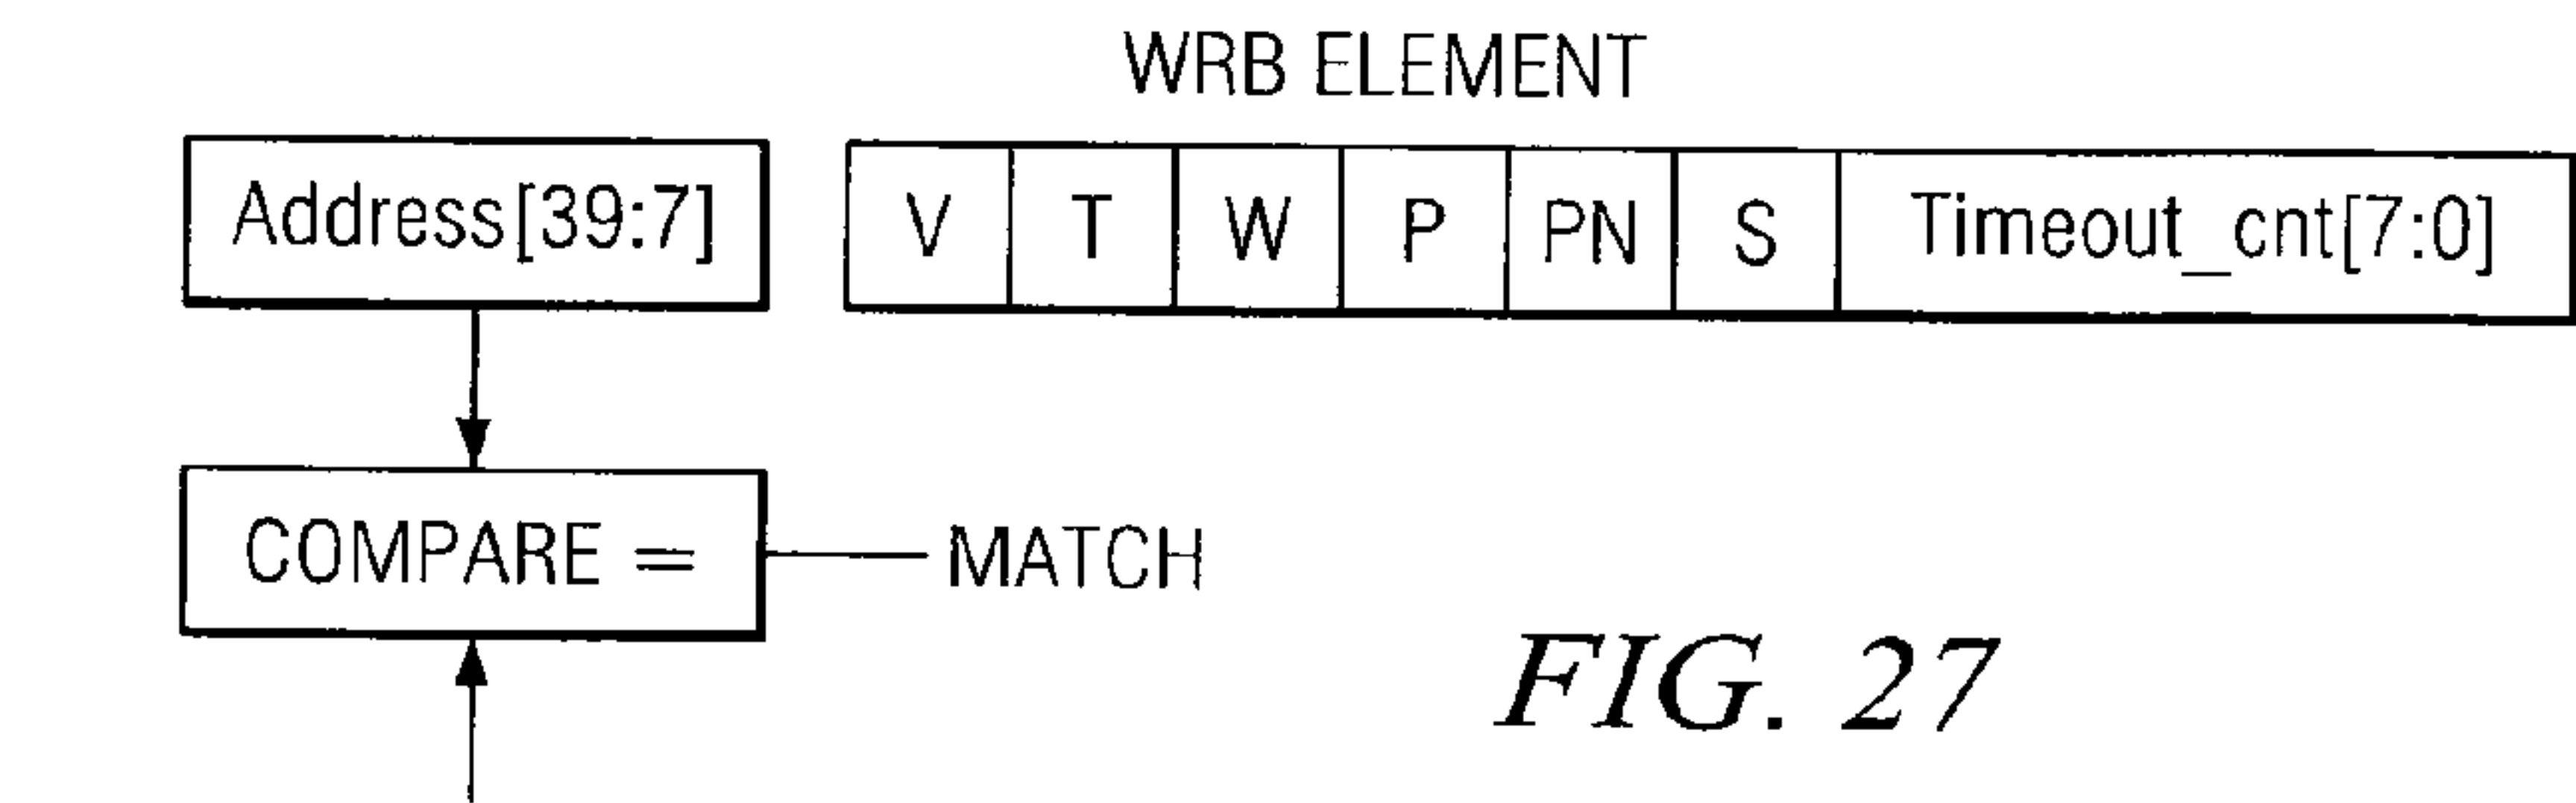 WRB ELEMENT
Address[39:7] V T W P PN S Timeout_cnt[7:0]
COMPARE = MATCH
FIG. 27